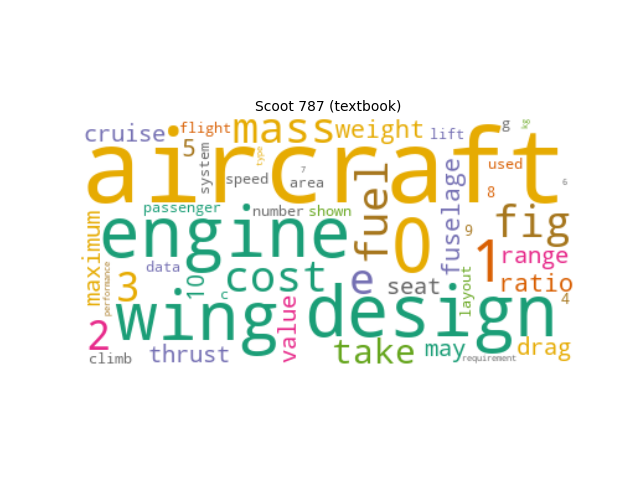 Scoot 787 (textbook)
cruise flight mass weight lift g kg
aircraft
5 system type 7 speed area used 8 6
passenger number shown fuel fuselage 9
engine 0 1 fig
maximum performance data 10 cost e seat range
3 c layout ratio 4
2 wing value design
climb thrust take may requirement drag